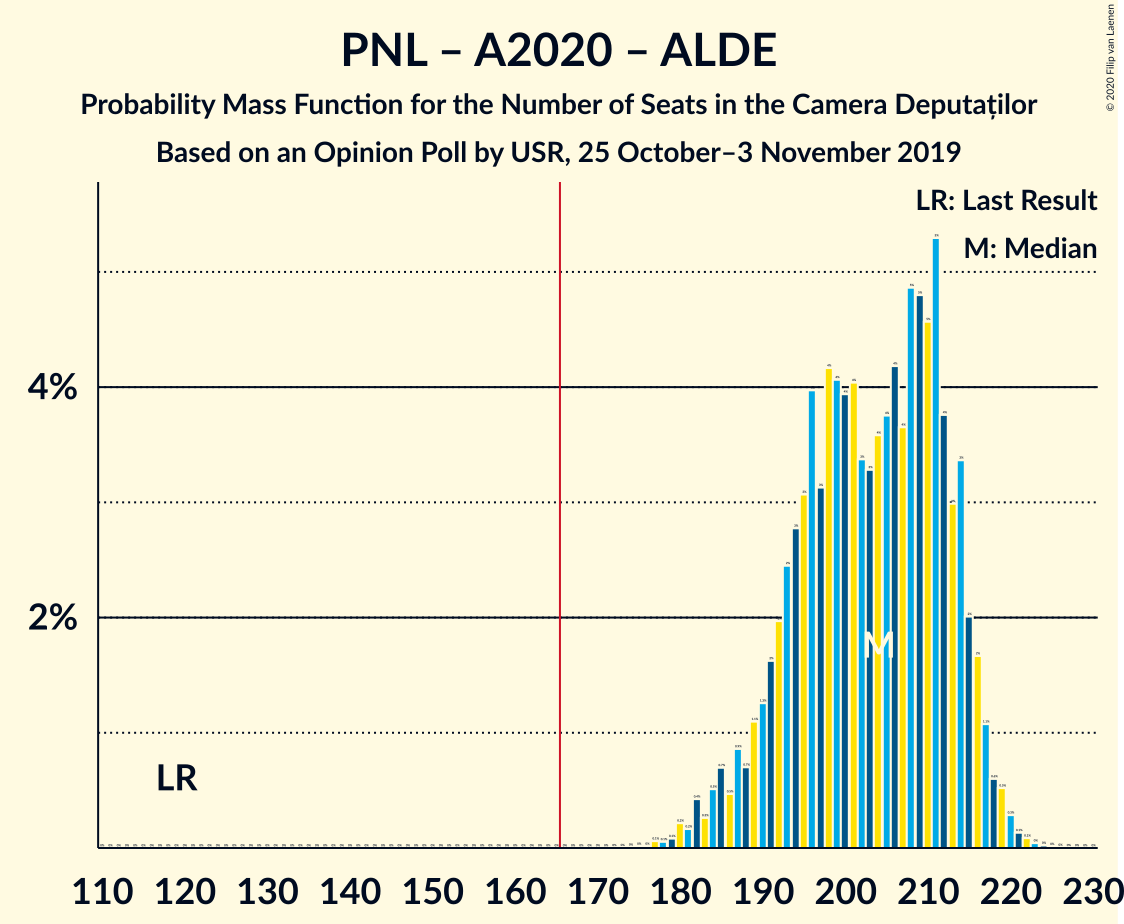 PNL – A2020 – ALDE
Probability Mass Function for the Number of Seats in the Camera Deputaților
Based on an Opinion Poll by USR, 25 October–3 November 2019
© 2020 Filip van Laenen
LR: Last Result
M: Median
4%
2%
M
LR
110 120 130 140 150 160 170 180 190 200 210 220 230